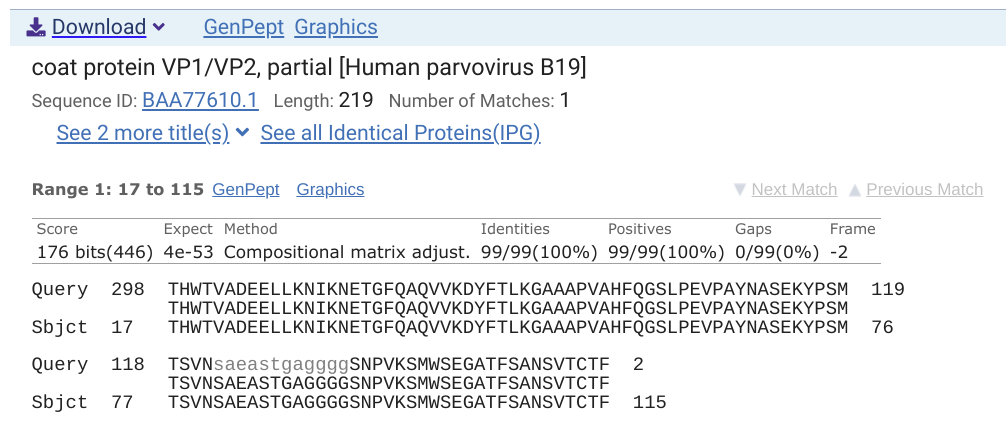 Download GenPept Graphics
coat protein VP1/VP2, partial [Human parvovirus B19]
Sequence ID: BAA77610.1 Length: 219 Number of Matches: 1
See 2 more title(s) See all Identical Proteins(IPG)
Range 1: 17 to 115 GenPept Graphics ▼ Next Match ▲ Previous Match
Score Expect Method Identities Positives Gaps Frame
176 bits(446) 4e-53 Compositional matrix adjust. 99/99(100%) 99/99(100%) 0/99(0%) -2
Query 298 THWTVADEELLKNIKNETGFQAQVVKDYFTLKGAAAPVAHFQGSLPEVPAYNASEKYPSM 119
THWTVADEELLKNIKNETGFQAQVVKDYFTLKGAAAPVAHFQGSLPEVPAYNASEKYPSM
Sbjct 17 THWTVADEELLKNIKNETGFQAQVVKDYFTLKGAAAPVAHFQGSLPEVPAYNASEKYPSM 76
Query 118 TSVNsaeastgaggggSNPVKSMWSEGATFSANSVTCTF 2
TSVNSAEASTGAGGGGSNPVKSMWSEGATFSANSVTCTF
Sbjct 77 TSVNSAEASTGAGGGGSNPVKSMWSEGATFSANSVTCTF 115